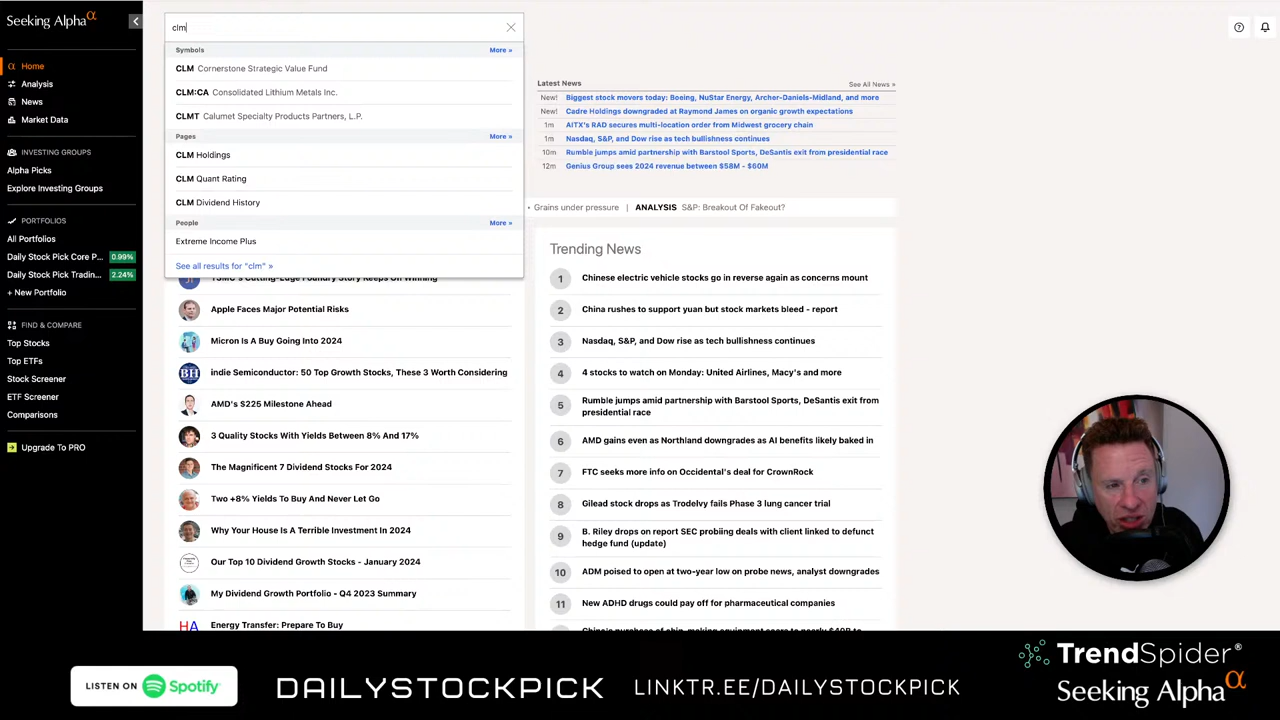 Seeking Alpha α
clm
Symbols More »
CLM Cornerstone Strategic Value Fund
CLM:CA Consolidated Lithium Metals Inc.
CLMT Calumet Specialty Products Partners, L.P.
Pages More »
CLM Holdings
CLM Quant Rating
CLM Dividend History
People More »
Extreme Income Plus
See all results for "clm" »
Home
Analysis
News
Market Data
INVESTING GROUPS
Alpha Picks
Explore Investing Groups
PORTFOLIOS
All Portfolios
Daily Stock Pick Core P... 0.99%
Daily Stock Pick Tradin... 2.24%
+ New Portfolio
FIND & COMPARE
Top Stocks
Top ETFs
Stock Screener
ETF Screener
Comparisons
Upgrade To PRO
Latest News See All News »
New! Biggest stock movers today: Boeing, NuStar Energy, Archer-Daniels-Midland, and more
New! Cadre Holdings downgraded at Raymond James on organic growth expectations
1m AITX's RAD secures multi-location order from Midwest grocery chain
1m Nasdaq, S&P, and Dow rise as tech bullishness continues
10m Rumble jumps amid partnership with Barstool Sports, DeSantis exit from presidential race
12m Genius Group sees 2024 revenue between $58M - $60M
• Grains under pressure | ANALYSIS S&P: Breakout Of Fakeout?
TSMC's Cutting-Edge Foundry Story Keeps On Winning
Apple Faces Major Potential Risks
Micron Is A Buy Going Into 2024
indie Semiconductor: 50 Top Growth Stocks, These 3 Worth Considering
AMD's $225 Milestone Ahead
3 Quality Stocks With Yields Between 8% And 17%
The Magnificent 7 Dividend Stocks For 2024
Two +8% Yields To Buy And Never Let Go
Why Your House Is A Terrible Investment In 2024
Our Top 10 Dividend Growth Stocks - January 2024
My Dividend Growth Portfolio - Q4 2023 Summary
HA Energy Transfer: Prepare To Buy
Trending News
1 Chinese electric vehicle stocks go in reverse again as concerns mount
2 China rushes to support yuan but stock markets bleed - report
3 Nasdaq, S&P, and Dow rise as tech bullishness continues
4 4 stocks to watch on Monday: United Airlines, Macy's and more
5 Rumble jumps amid partnership with Barstool Sports, DeSantis exit from
presidential race
6 AMD gains even as Northland downgrades as AI benefits likely baked in
7 FTC seeks more info on Occidental's deal for CrownRock
8 Gilead stock drops as Trodelvy fails Phase 3 lung cancer trial
9 B. Riley drops on report SEC probiing deals with client linked to defunct
hedge fund (update)
10 ADM poised to open at two-year low on probe news, analyst downgrades
11 New ADHD drugs could pay off for pharmaceutical companies
LISTEN ON Spotify
DAILYSTOCKPICK
LINKTR.EE/DAILYSTOCKPICK
TrendSpider®
Seeking Alpha α